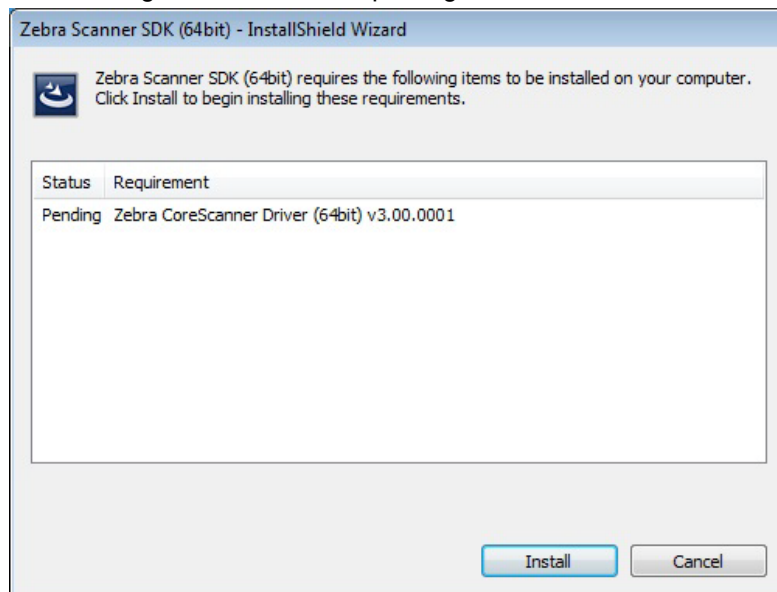 Zebra Scanner SDK (64bit) - InstallShield Wizard
Zebra Scanner SDK (64bit) requires the following items to be installed on your computer.
Click Install to begin installing these requirements.
Status Requirement
Pending Zebra CoreScanner Driver (64bit) v3.00.0001
Install Cancel